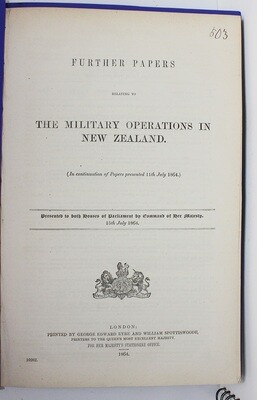 503
FURTHER PAPERS
RELATING TO
THE MILITARY OPERATIONS IN
NEW ZEALAND.
(In continuation of Papers presented 11th July 1864.)
Presented to both Houses of Parliament by Command of Her Majesty.
15th July 1864.
LONDON:
PRINTED BY GEORGE EDWARD EYRE AND WILLIAM SPOTTISWOODE,
PRINTERS TO THE QUEEN'S MOST EXCELLENT MAJESTY.
FOR HER MAJESTY'S STATIONERY OFFICE.
1864.